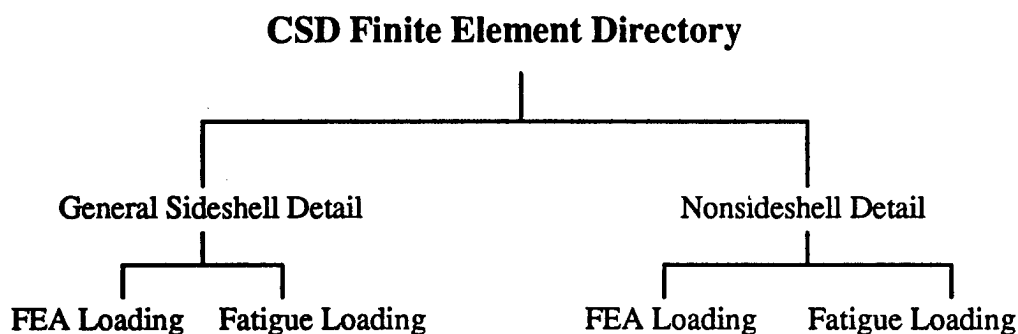 CSD Finite Element Directory
General Sideshell Detail
Nonsideshell Detail
FEA Loading
Fatigue Loading
FEA Loading
Fatigue Loading